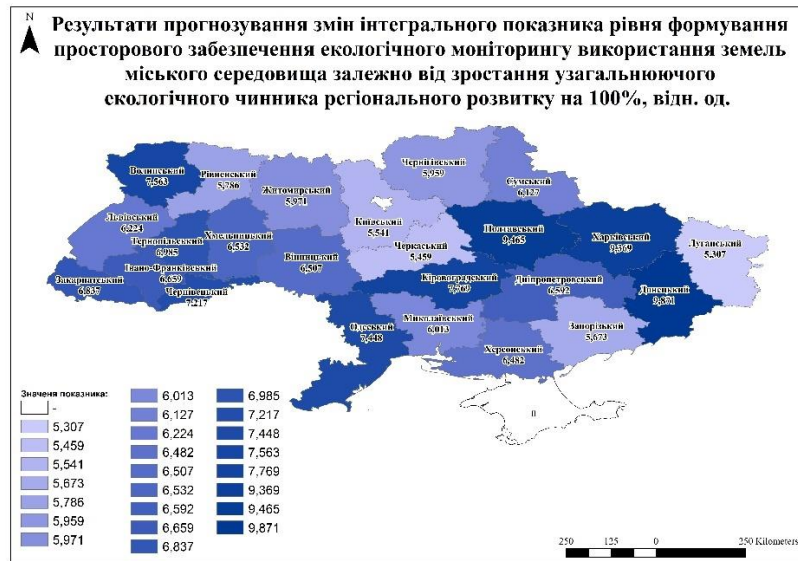 N
Результати прогнозування змін інтегрального показника рівня формування
просторового забезпечення екологічного моніторингу використання земель
міського середовища залежно від зростання узагальнюючого
екологічного чинника регіонального розвитку на 100%, відн. од.
Волинський
7,563
Рівненський
5,786
Житомирський
5,971
Київський
5,541
Чернігівський
5,959
Сумський
6,127
Львівський
6,224
Тернопільський
6,985
Хмельницький
6,532
Вінницький
6,507
Черкаський
5,459
Полтавський
9,465
Харківський
9,369
Луганський
5,307
Закарпатський
6,837
Івано-Франківський
6,659
Чернівецький
7,217
Кіровоградський
7,769
Дніпропетровський
6,592
Донецький
9,871
Одеський
7,448
Миколаївський
6,013
Херсонський
6,482
Запорізький
5,673
0
Значеня показника:
-
5,307
5,459
5,541
5,673
5,786
5,959
5,971
6,013
6,127
6,224
6,482
6,507
6,532
6,592
6,659
6,837
6,985
7,217
7,448
7,563
7,769
9,369
9,465
9,871
250 125 0 250 Kilometers